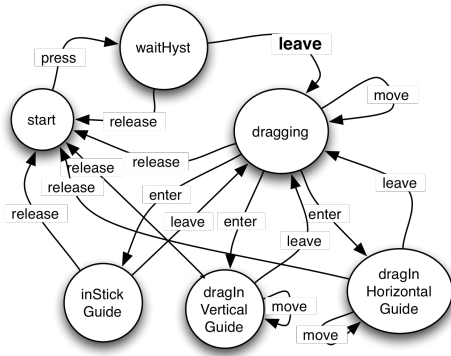 leave
waitHyst
press
move
start
release
dragging
release
release
release
enter
leave
release
leave
enter
enter
leave
inStick
Guide
dragIn
Vertical
Guide
move
dragIn
Horizontal
Guide
move